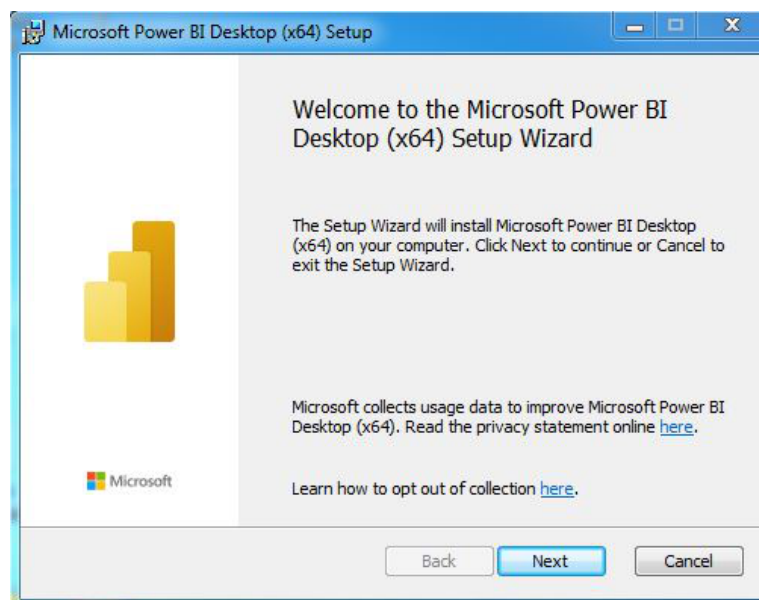 Microsoft Power BI Desktop (x64) Setup
Welcome to the Microsoft Power BI
Desktop (x64) Setup Wizard
The Setup Wizard will install Microsoft Power BI Desktop
(x64) on your computer. Click Next to continue or Cancel to
exit the Setup Wizard.
Microsoft collects usage data to improve Microsoft Power BI
Desktop (x64). Read the privacy statement online here.
Microsoft
Learn how to opt out of collection here.
Back Next Cancel